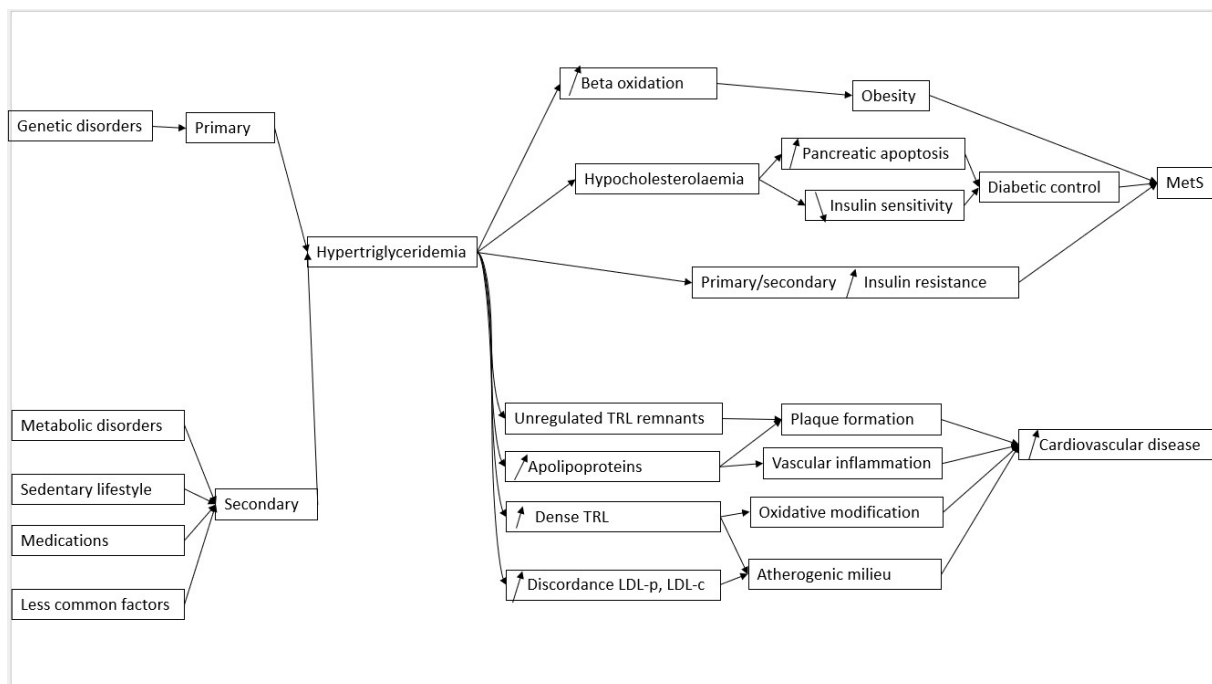 Beta oxidation
Obesity
Genetic disorders
Primary
Pancreatic apoptosis
Hypocholesterolaemia
Diabetic control
MetS
Insulin sensitivity
Hypertriglyceridemia
Primary/secondary
Insulin resistance
Unregulated TRL remnants
Plaque formation
Metabolic disorders
Cardiovascular disease
Apolipoproteins
Vascular inflammation
Sedentary lifestyle
Secondary
Dense TRL
Oxidative modification
Medications
Discordance LDL-p, LDL-c
Atherogenic milieu
Less common factors